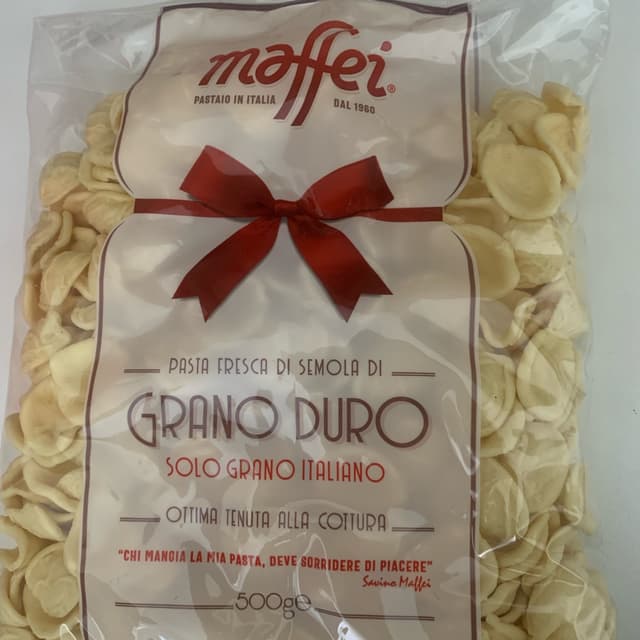 maffei®
PASTAIO IN ITALIA DAL 1960
PASTA FRESCA DI SEMOLA DI
GRANO DURO
SOLO GRANO ITALIANO
OTTIMA TENUTA ALLA COTTURA
"CHI MANGIA LA MIA PASTA, DEVE SORRIDERE DI PIACERE"
Savino Maffei
500g℮